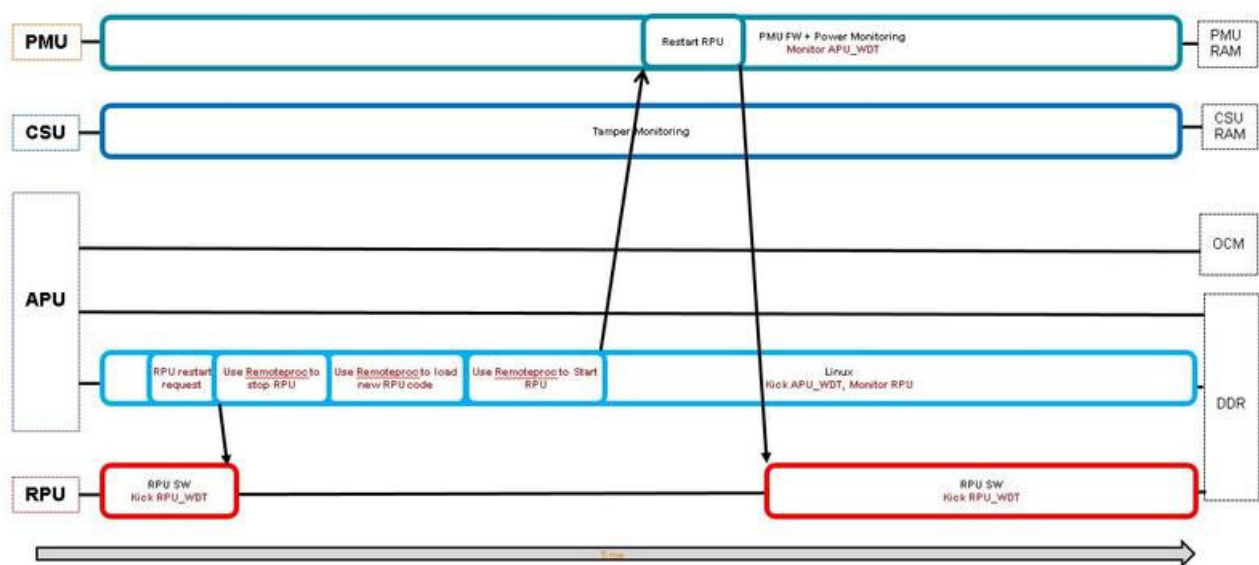 PMU
Restart RPU
PMU FW + Power Monitoring
Monitor APU_WDT
PMU
RAM
CSU
Tamper Monitoring
CSU
RAM
APU
OCM
RPU restart
request
Use Remoteproc to
stop RPU
Use Remoteproc to load
new RPU code
Use Remoteproc to Start
RPU
Linux
Kick APU_WDT, Monitor RPU
DDR
RPU
RPU SW
Kick RPU_WDT
RPU SW
Kick RPU_WDT
Time